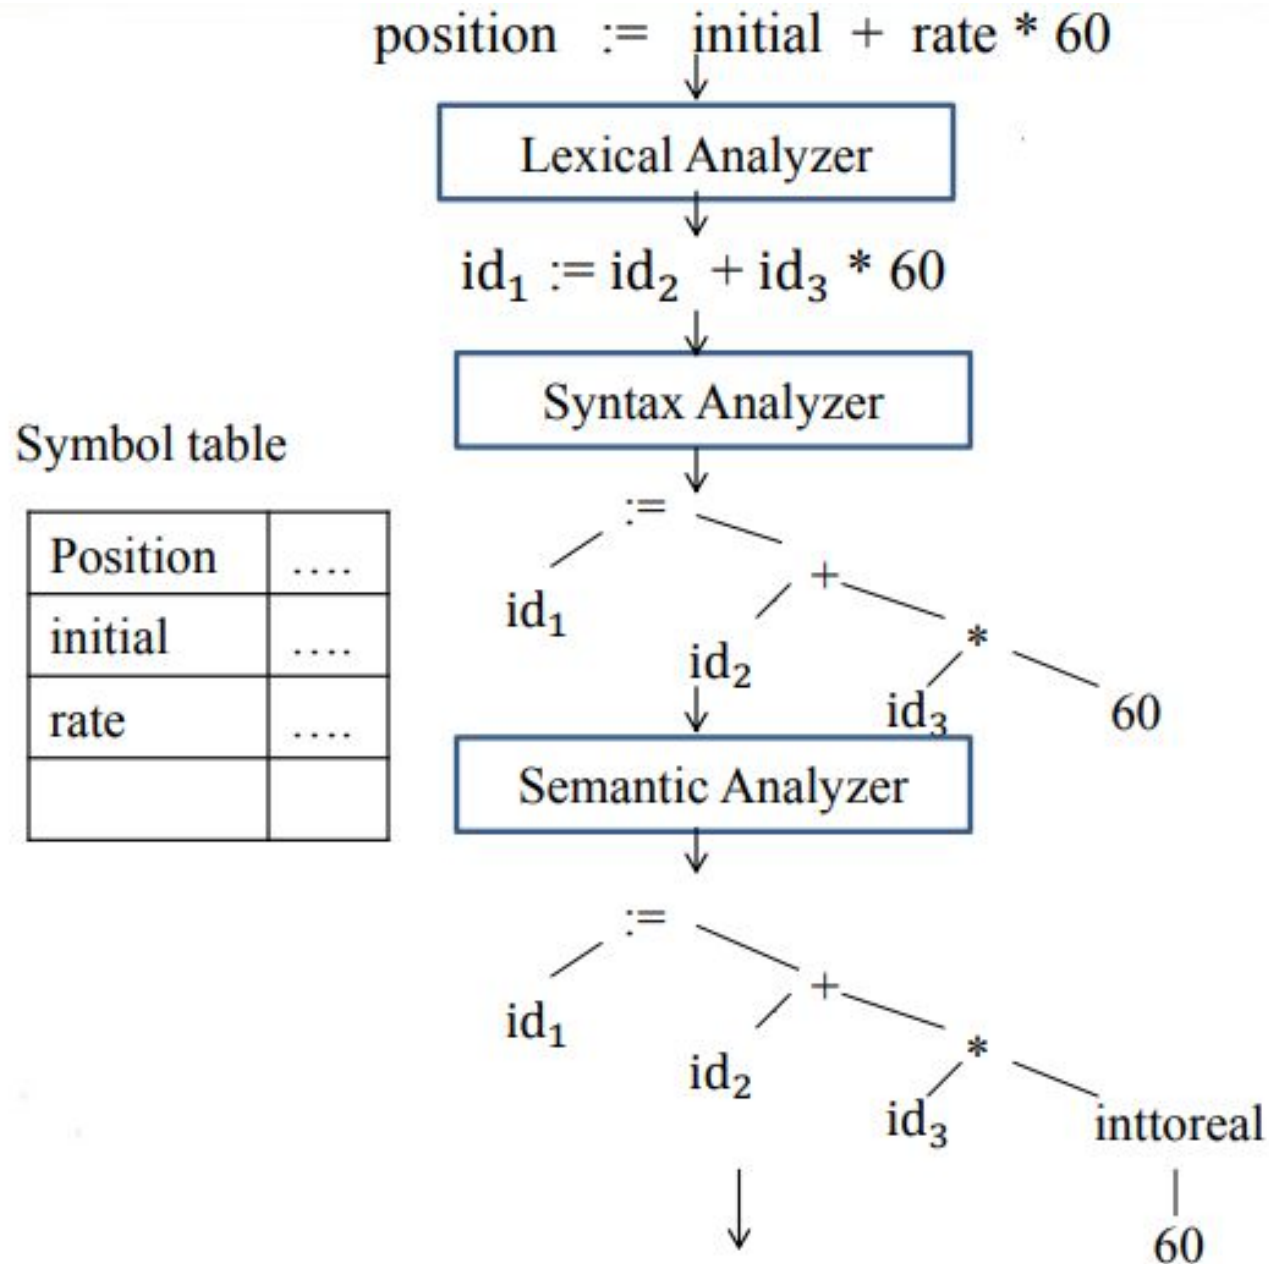 position := initial + rate * 60
Lexical Analyzer
id₁ := id₂ + id₃ * 60
Syntax Analyzer
Symbol table
Position ....
initial ....
rate ....
:=
id₁ +
id₂ *
id₃ 60
Semantic Analyzer
:=
id₁ +
id₂ *
id₃ inttoreal
60